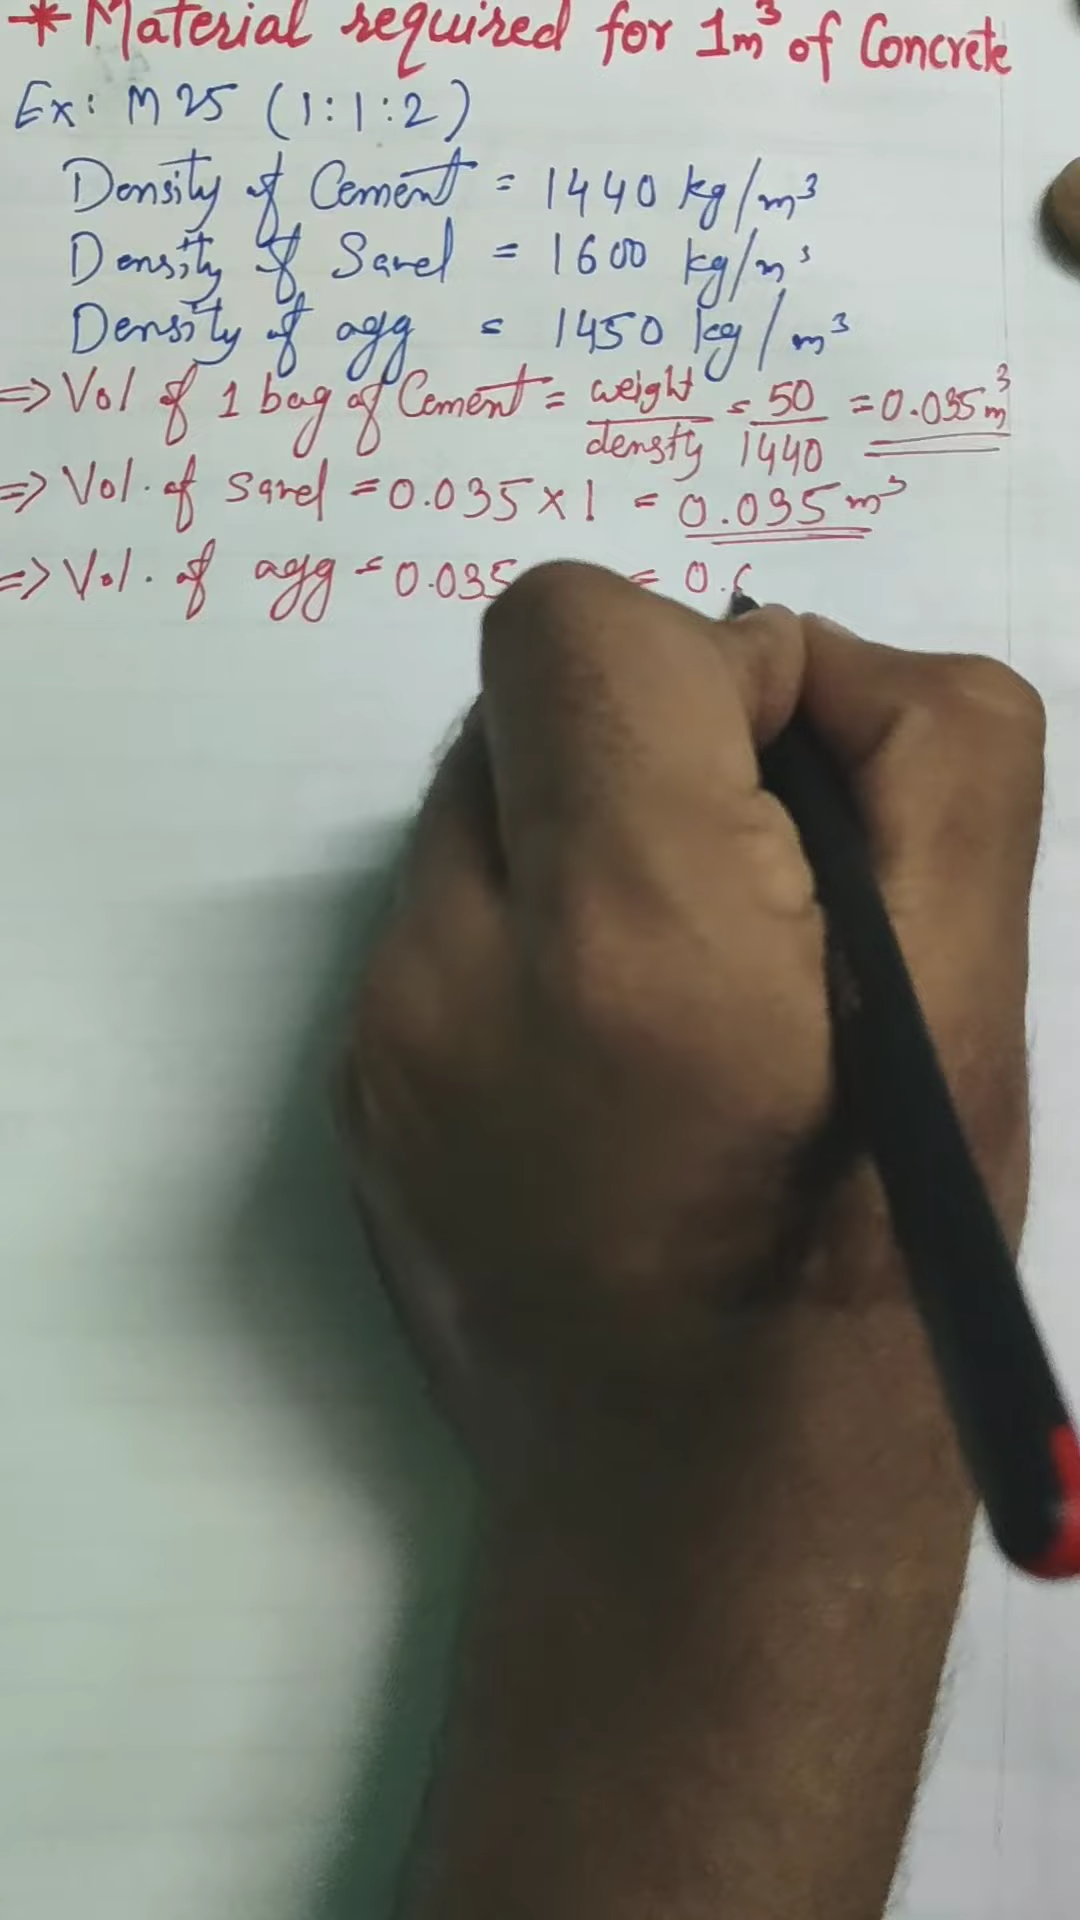 * Material required for 1m³ of Concrete
Ex: M25 (1:1:2)
Density of Cement = 1440 kg/m³
Density of Sand = 1600 kg/m³
Density of agg = 1450 kg/m³
=> Vol of 1 bag of Cement = weight/density = 50/1440 = 0.035m³
=> Vol. of Sand = 0.035 x 1 = 0.035 m³
=> Vol. of agg = 0.035 = 0.